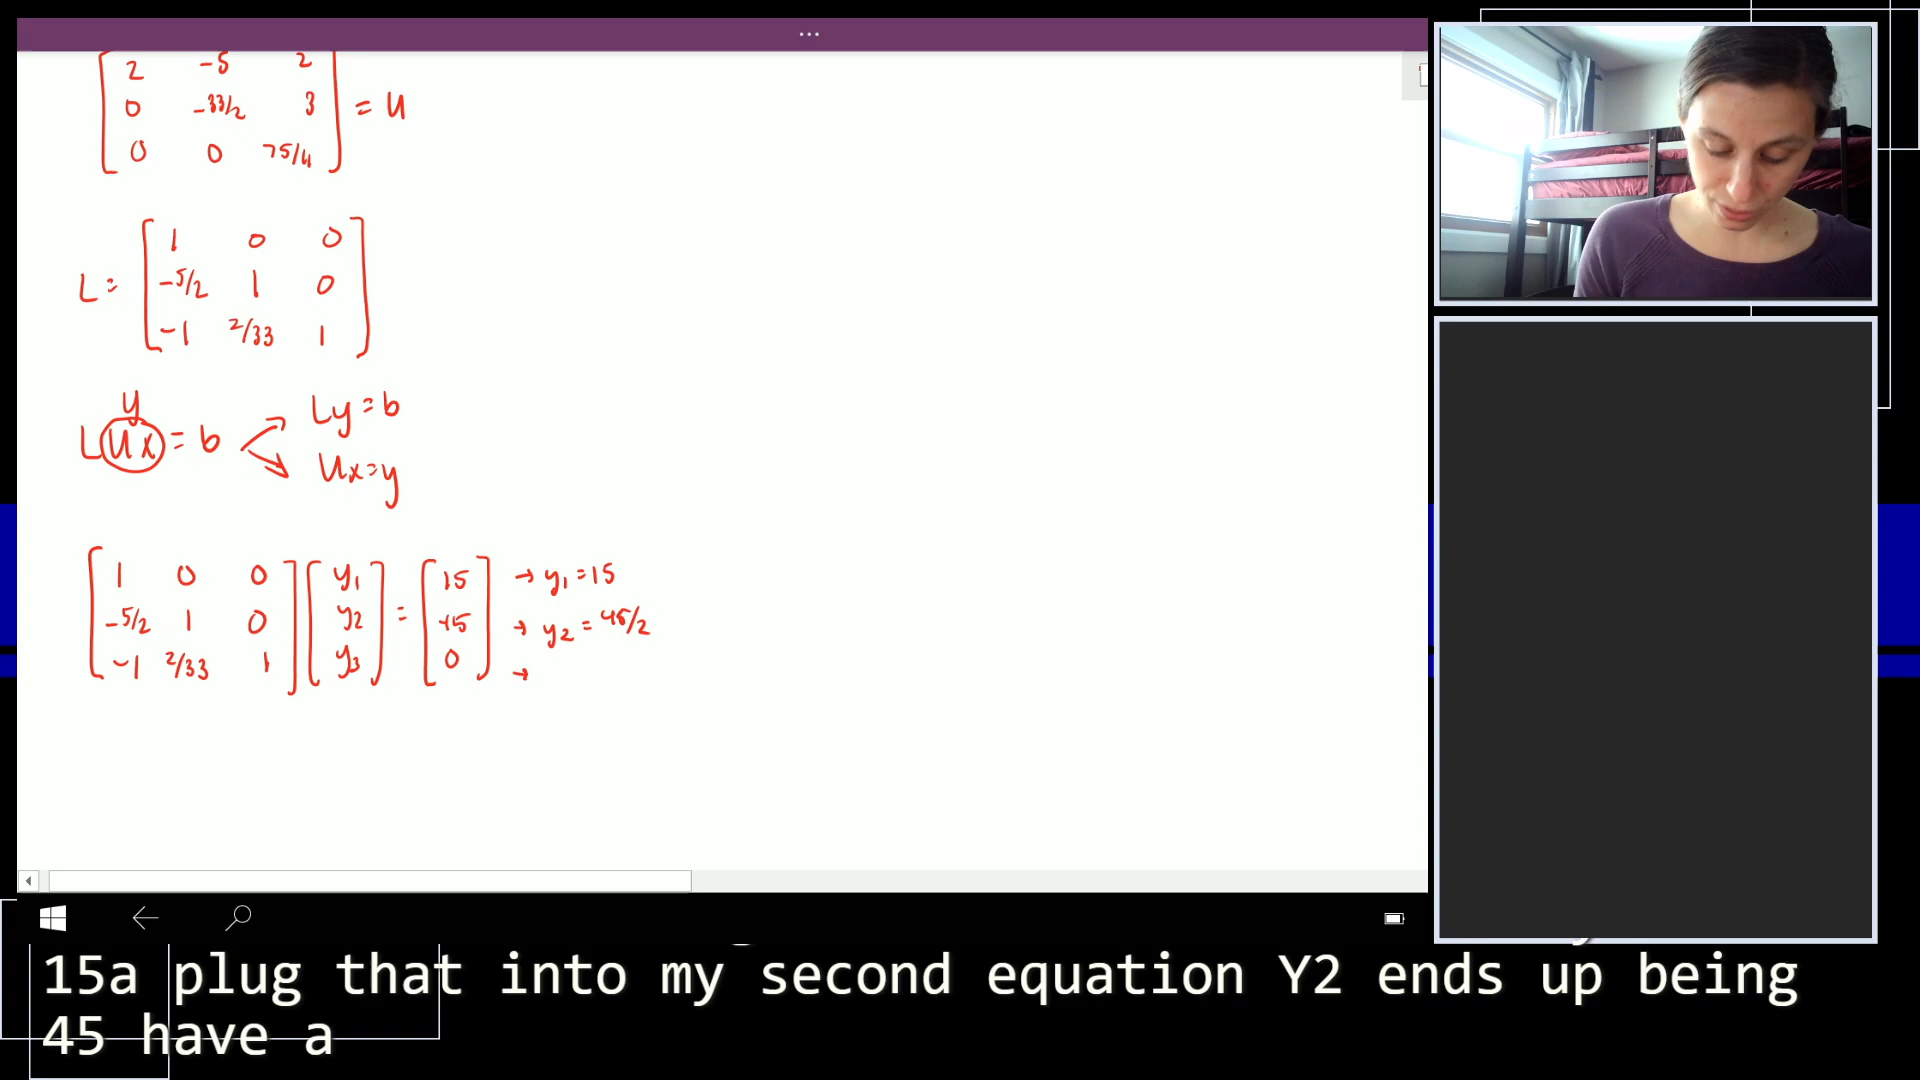 ...
2 -5 2
0 -33/2 3 = U
0 0 75/4
1 0 0
L = -5/2 1 0
-1 2/33 1
y
LUx = b
Ly = b
Ux = y
1 0 0 y₁ 15 → y₁ = 15
-5/2 1 0 y₂ = -15 → y₂ = 45/2
-1 2/33 1 y₃ 0 →
15a plug that into my second equation Y2 ends up being
45 have a